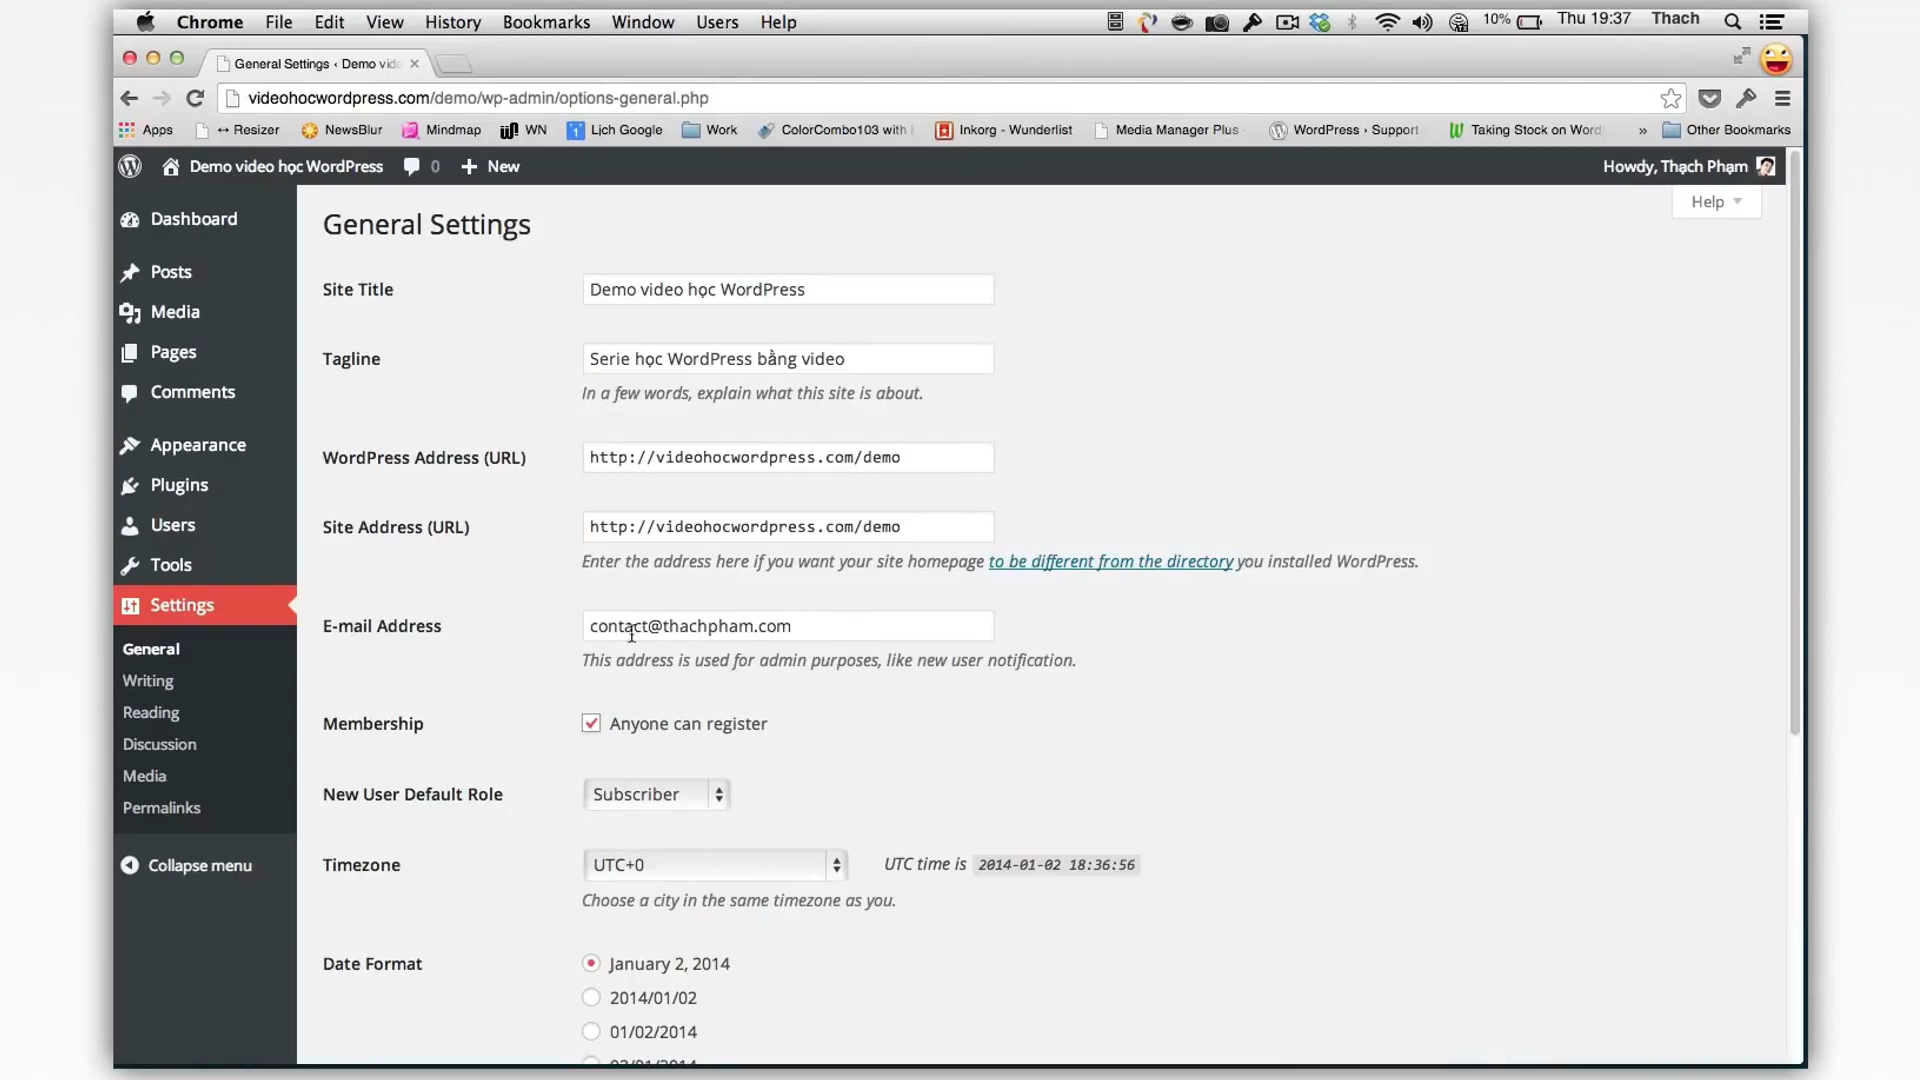 Chrome File Edit View History Bookmarks Window Users Help 10% Thu 19:37 Thach
General Settings ‹ Demo vide
videohocwordpress.com/demo/wp-admin/options-general.php
Apps ↔ Resizer NewsBlur Mindmap WN Lịch Google Work ColorCombo103 with Inkorg - Wunderlist Media Manager Plus WordPress › Support Taking Stock on Word » Other Bookmarks
Demo video học WordPress 0 + New Howdy, Thạch Phạm
Help
Dashboard
Posts
Media
Pages
Comments
Appearance
Plugins
Users
Tools
Settings
General
Writing
Reading
Discussion
Media
Permalinks
Collapse menu
General Settings
Site Title Demo video học WordPress
Tagline Serie học WordPress bằng video
In a few words, explain what this site is about.
WordPress Address (URL) http://videohocwordpress.com/demo
Site Address (URL) http://videohocwordpress.com/demo
Enter the address here if you want your site homepage to be different from the directory you installed WordPress.
E-mail Address contact@thachpham.com
This address is used for admin purposes, like new user notification.
Membership Anyone can register
New User Default Role Subscriber
Timezone UTC+0 UTC time is 2014-01-02 18:36:56
Choose a city in the same timezone as you.
Date Format January 2, 2014
2014/01/02
01/02/2014